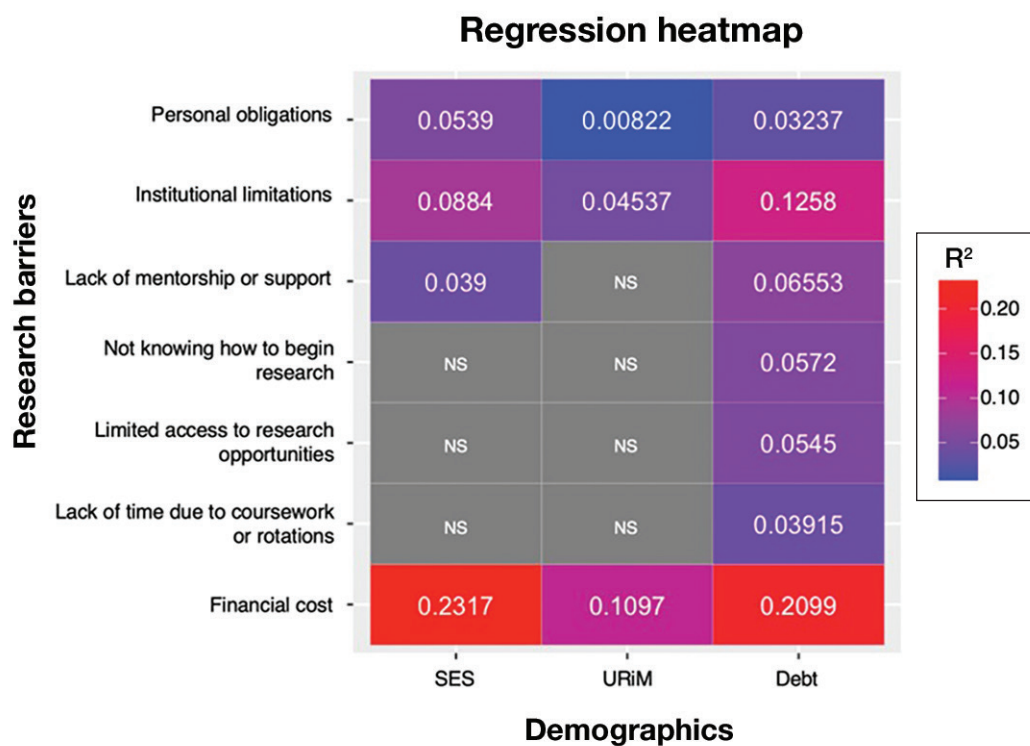 Regression heatmap
Research barriers
Personal obligations
0.0539
0.00822
0.03237
Institutional limitations
0.0884
0.04537
0.1258
Lack of mentorship or support
0.039
NS
0.06553
Not knowing how to begin
research
NS
NS
0.0572
Limited access to research
opportunities
NS
NS
0.0545
Lack of time due to coursework
or rotations
NS
NS
0.03915
Financial cost
0.2317
0.1097
0.2099
SES
URiM
Debt
Demographics
R²
0.20
0.15
0.10
0.05